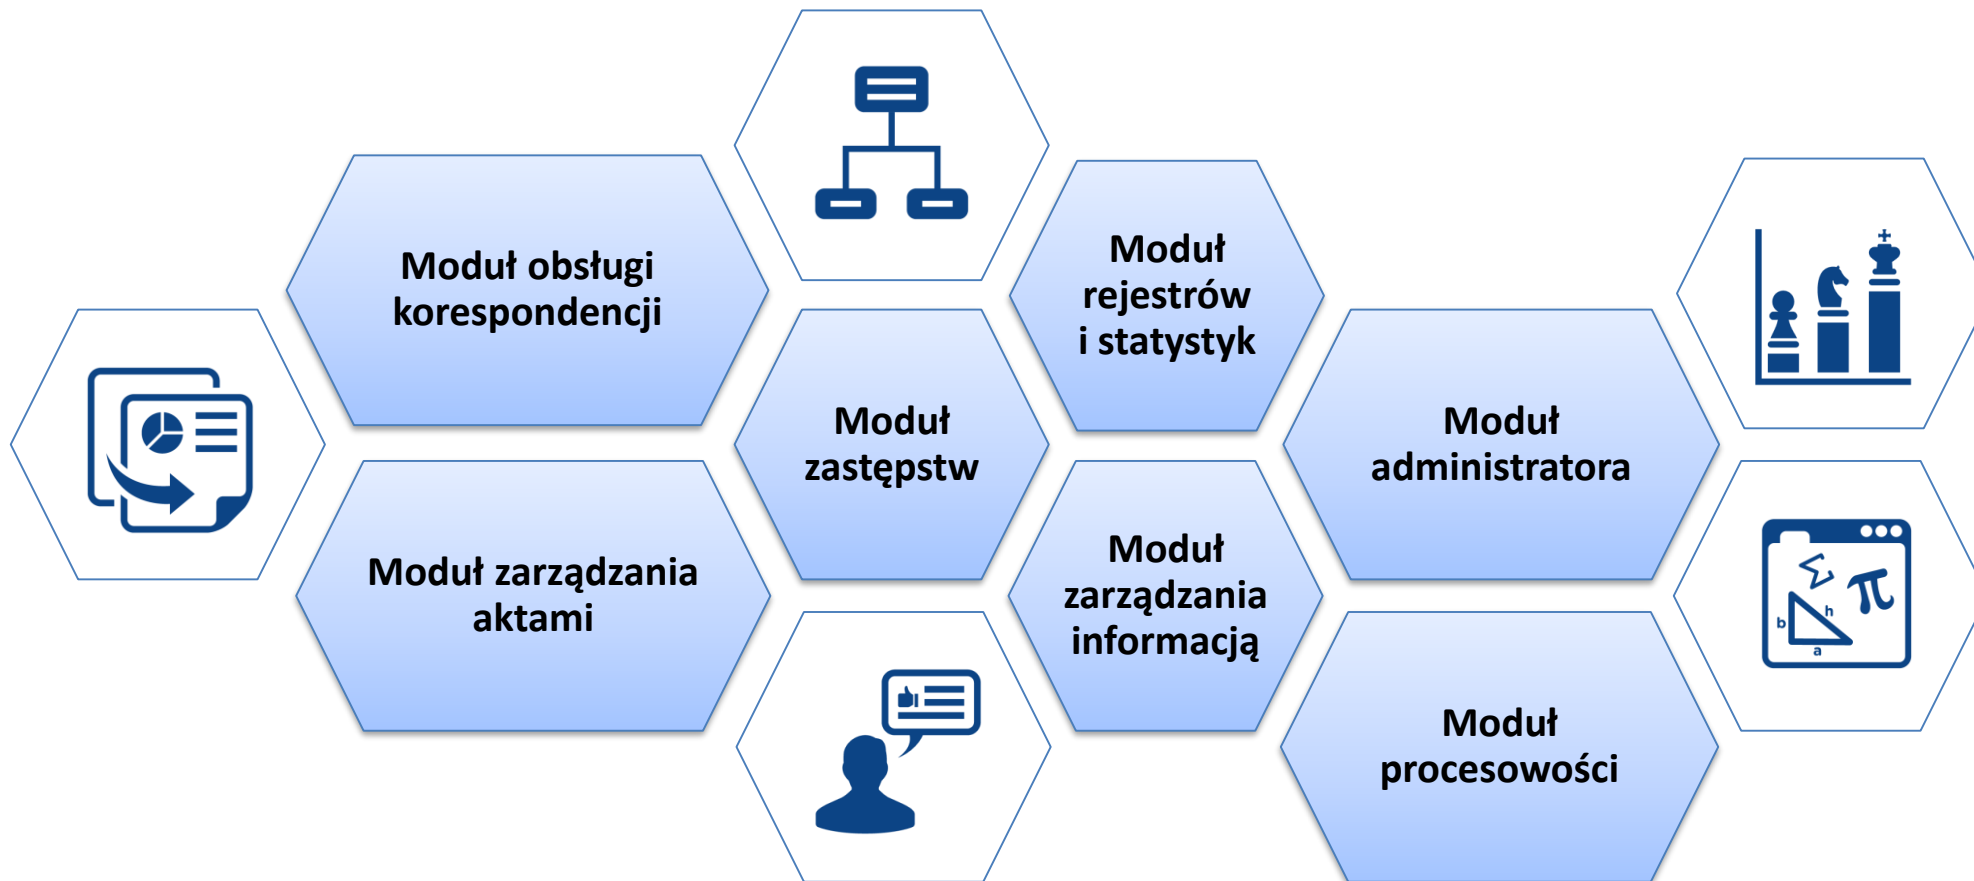 Moduł obsługi
korespondencji
Moduł zarządzania
aktami
Moduł
zastępstw
Moduł
rejestrów
i statystyk
Moduł
zarządzania
informacją
Moduł
administratora
Moduł
procesowości
Σ
π
b
h
a